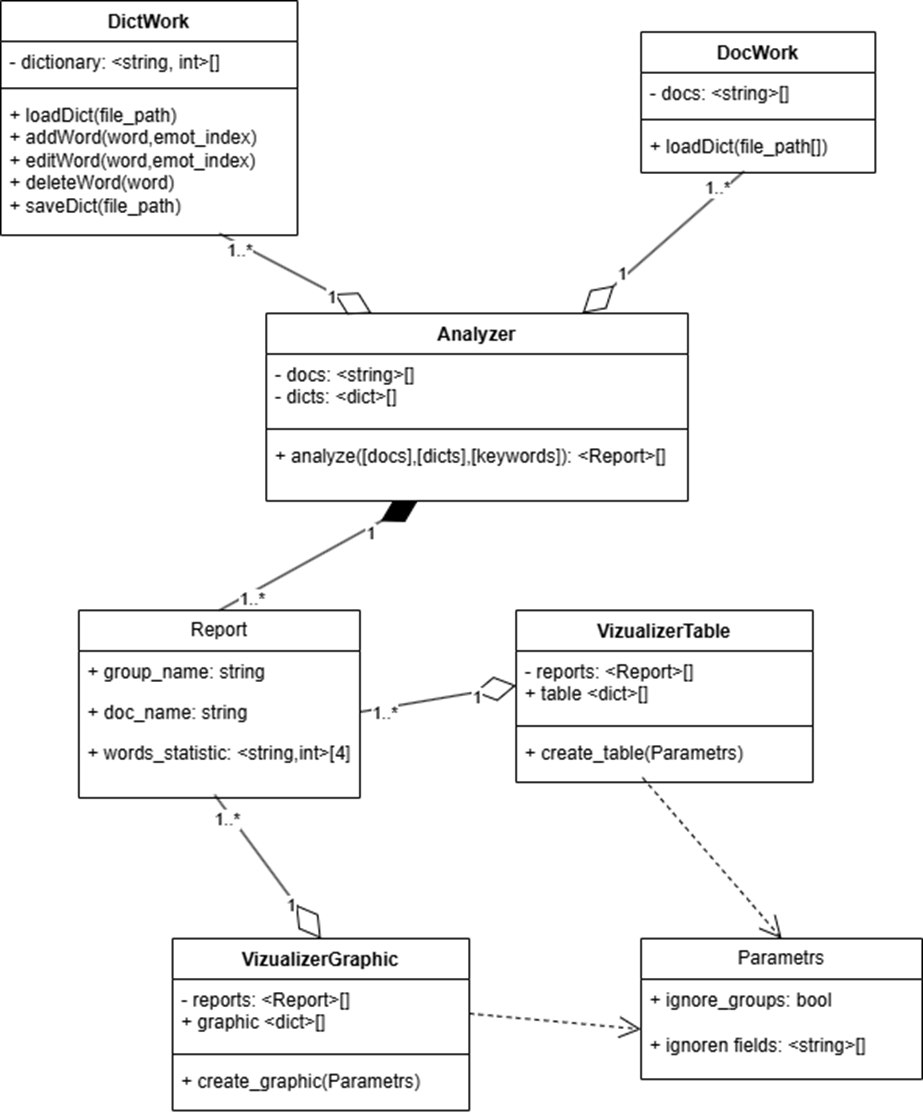 DictWork
- dictionary: <string, int>[]
+ loadDict(file_path)
+ addWord(word,emot_index)
+ editWord(word,emot_index)
+ deleteWord(word)
+ saveDict(file_path)
DocWork
- docs: <string>[]
+ loadDict(file_path[])
1..*
1
1..*
1
Analyzer
- docs: <string>[]
- dicts: <dict>[]
+ analyze([docs],[dicts],[keywords]): <Report>[]
1
1..*
Report
+ group_name: string
+ doc_name: string
+ words_statistic: <string,int>[4]
1..*
1
VizualizerTable
- reports: <Report>[]
+ table <dict>[]
+ create_table(Parametrs)
1..*
1
VizualizerGraphic
- reports: <Report>[]
+ graphic <dict>[]
+ create_graphic(Parametrs)
Parametrs
+ ignore_groups: bool
+ ignoren fields: <string>[]